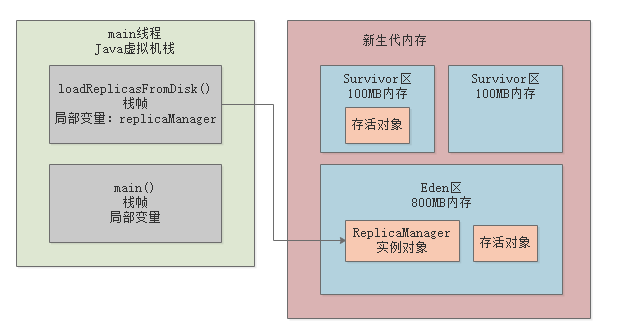 main线程
Java虚拟机栈
loadReplicasFromDisk()
栈帧
局部变量：replicaManager
main()
栈帧
局部变量
新生代内存
Survivor区
100MB内存
存活对象
Survivor区
100MB内存
Eden区
800MB内存
ReplicaManager
实例对象
存活对象